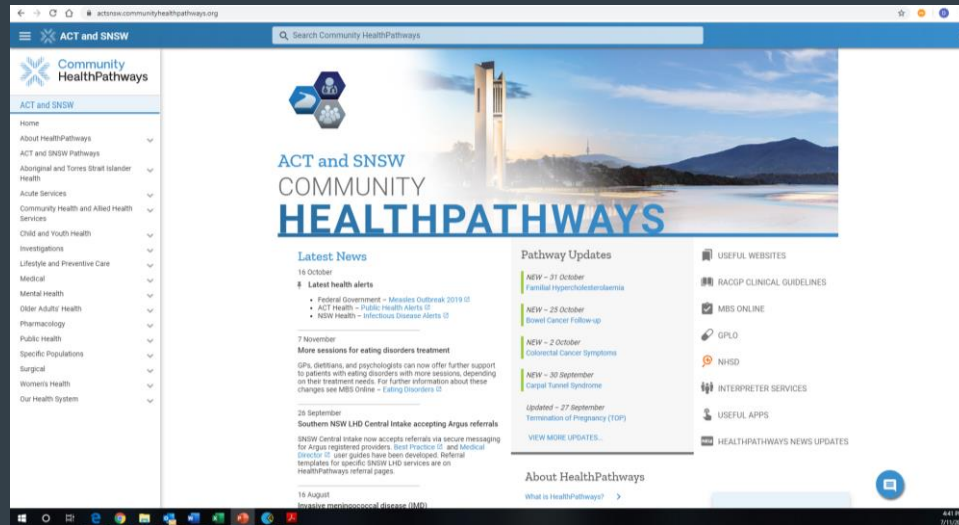 actsnsw.communityhealthpathways.org
ACT and SNSW
Search Community HealthPathways
Community
HealthPathways
ACT and SNSW
Home
About HealthPathways
ACT and SNSW Pathways
Aboriginal and Torres Strait Islander
Health
Acute Services
Community Health and Allied Health
Services
Child and Youth Health
Investigations
Lifestyle and Preventive Care
Medical
Mental Health
Older Adults' Health
Pharmacology
Public Health
Specific Populations
Surgical
Women's Health
Our Health System
ACT and SNSW
COMMUNITY
HEALTHPATHWAYS
Latest News
16 October
Latest health alerts
• Federal Government – Measles Outbreak 2019
• ACT Health – Public Health Alerts
• NSW Health – Infectious Disease Alerts
7 November
More sessions for eating disorders treatment
GPs, dietitians, and psychologists can now offer further support
to patients with eating disorders with more sessions, depending
on their treatment needs. For further information about these
changes see MBS Online – Eating Disorders
26 September
Southern NSW LHD Central Intake accepting Argus referrals
SNSW Central Intake now accepts referrals via secure messaging
for Argus registered providers. Best Practice and Medical
Director user guides have been developed. Referral
templates for specific SNSW LHD services are on
HealthPathways referral pages.
16 August
Invasive meningococcal disease (IMD)
Pathway Updates
NEW – 31 October
Familial Hypercholesterolaemia
NEW – 25 October
Bowel Cancer Follow-up
NEW – 2 October
Colorectal Cancer Symptoms
NEW – 30 September
Carpal Tunnel Syndrome
Updated – 27 September
Termination of Pregnancy (TOP)
VIEW MORE UPDATES...
About HealthPathways
What is HealthPathways?
USEFUL WEBSITES
RACGP CLINICAL GUIDELINES
MBS ONLINE
GPLO
NHSD
INTERPRETER SERVICES
USEFUL APPS
HEALTHPATHWAYS NEWS UPDATES